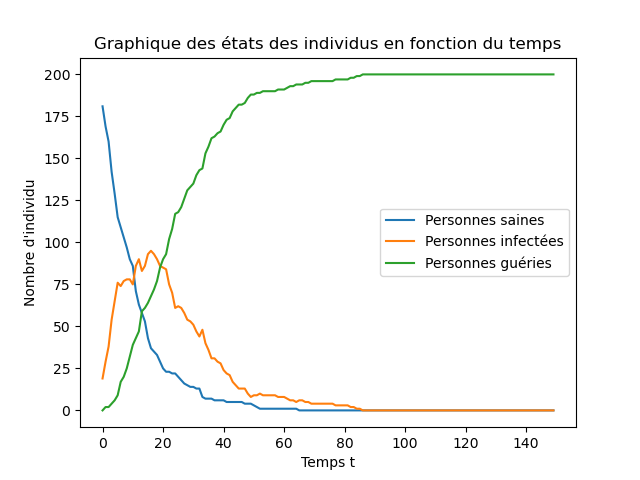 Graphique des états des individus en fonction du temps
200
175
150
125
100
75
50
25
0
Nombre d'individu
Personnes saines
Personnes infectées
Personnes guéries
0 20 40 60 80 100 120 140
Temps t